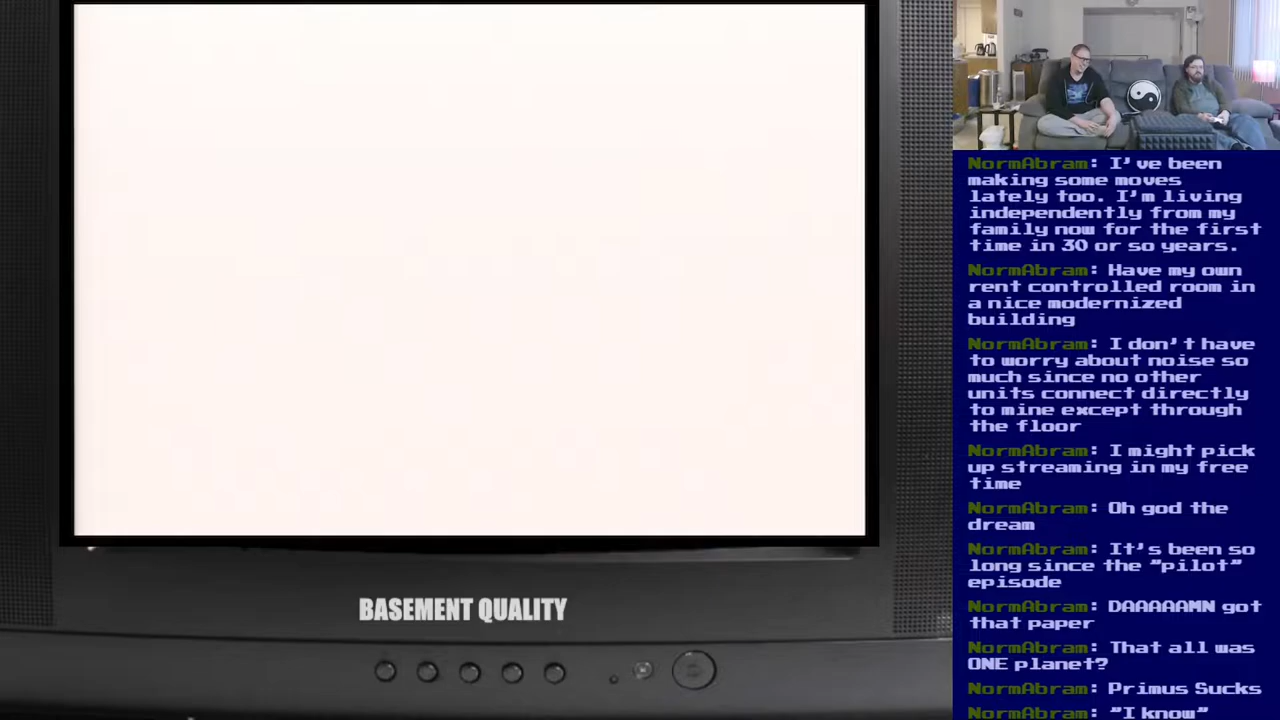 BASEMENT QUALITY
NormAbram: I've been
making some moves
lately too. I'm living
independently from my
family now for the first
time in 30 or so years.
NormAbram: Have my own
rent controlled room in
a nice modernized
building
NormAbram: I don't have
to worry about noise so
much since no other
units connect directly
to mine except through
the floor
NormAbram: I might pick
up streaming in my free
time
NormAbram: Oh god the
dream
NormAbram: It's been so
long since the "pilot"
episode
NormAbram: DAAAAAMN got
that paper
NormAbram: That all was
ONE planet?
NormAbram: Primus Sucks
NormAbram: "I know"